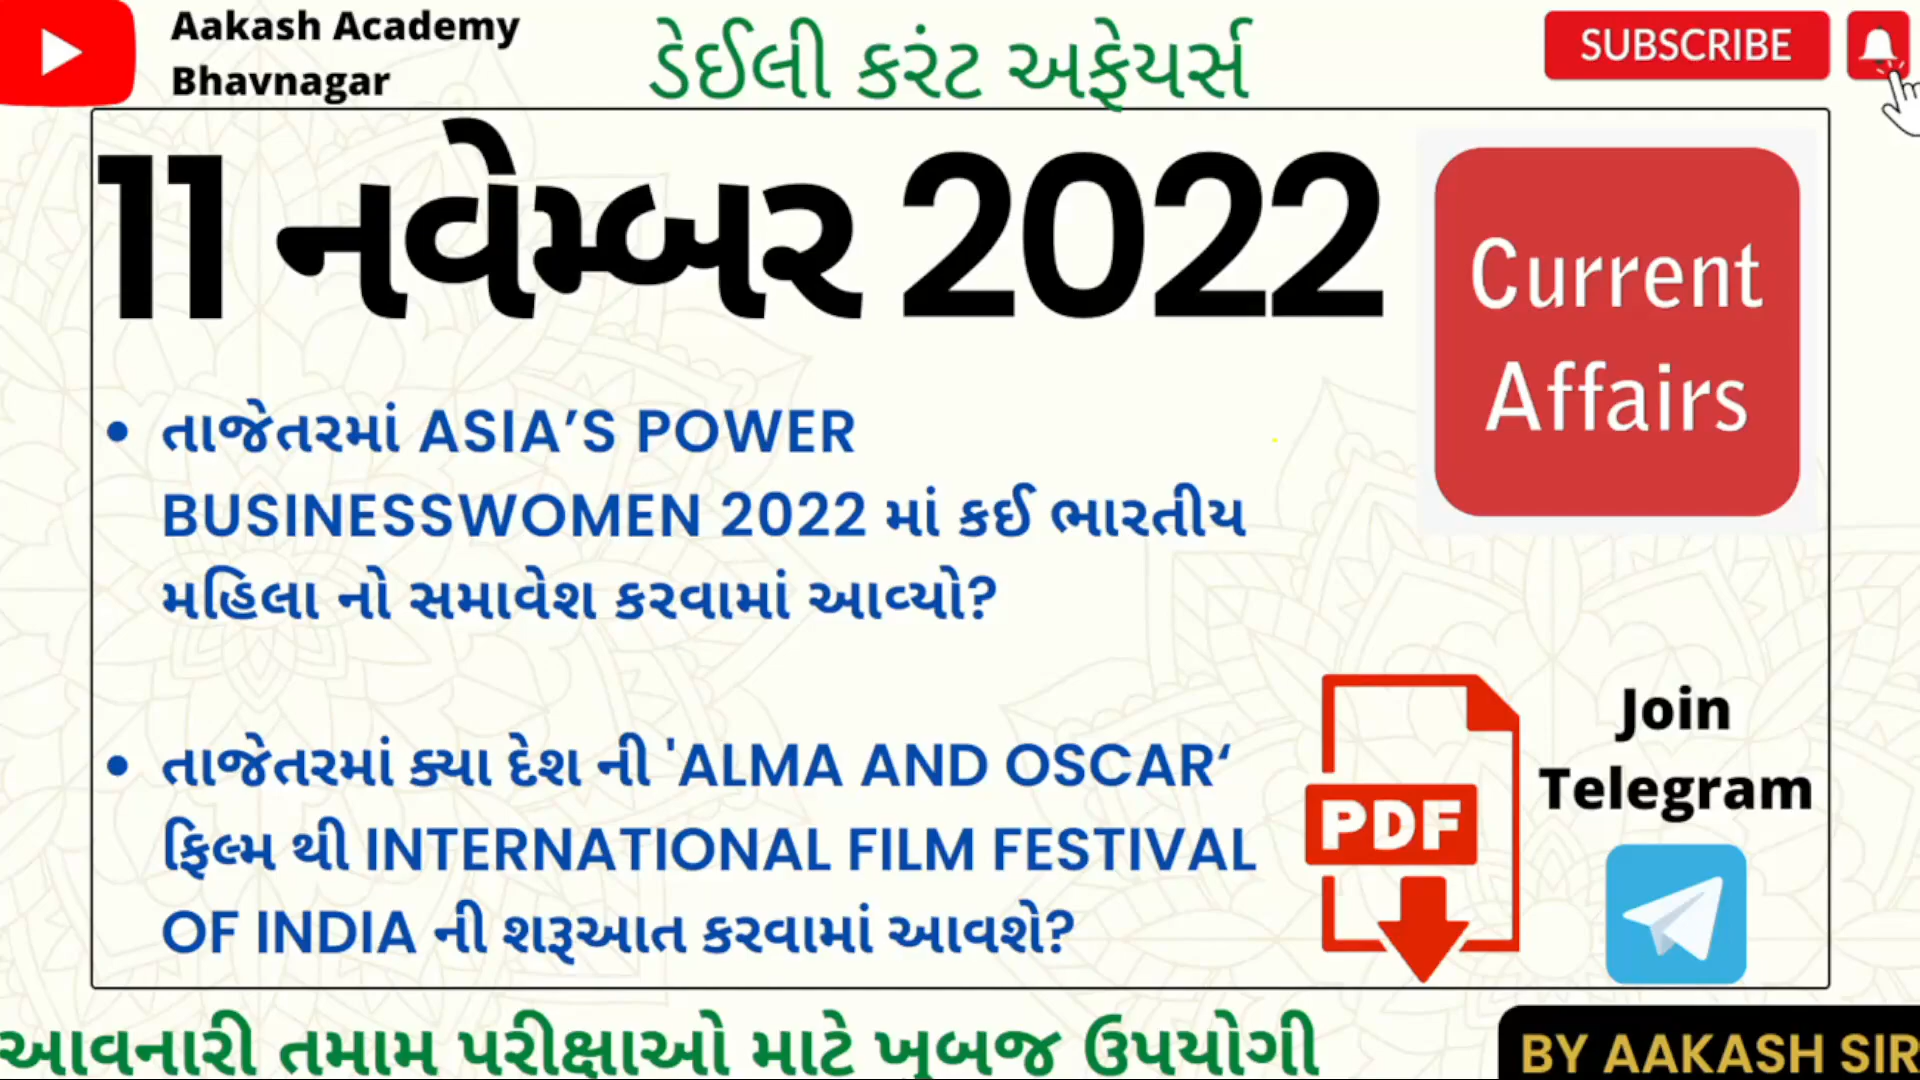 Aakash Academy
Bhavnagar
ડેઈલી કરંટ અફેયર્સ
SUBSCRIBE
11 નવેમ્બર 2022
Current
Affairs
• તાજેતરમાં ASIA’S POWER
BUSINESSWOMEN 2022 માં કઈ ભારતીય
મહિલા નો સમાવેશ કરવામાં આવ્યો?
• તાજેતરમાં ક્યા દેશ ની 'ALMA AND OSCAR‘
ફિલ્મ થી INTERNATIONAL FILM FESTIVAL
OF INDIA ની શરૂઆત કરવામાં આવશે?
PDF
Join
Telegram
આવનારી તમામ પરીક્ષાઓ માટે ખુબજ ઉપયોગી
BY AAKASH SIR